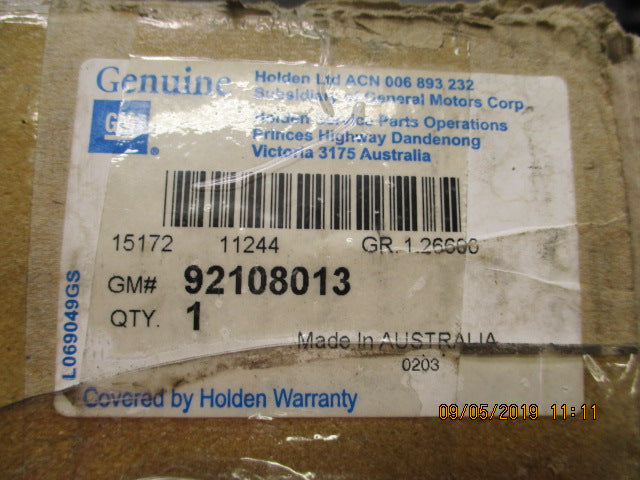 Genuine
GM
®
Holden Ltd ACN 006 893 232
Subsidiary of General Motors Corp
Holden Service Parts Operations
Princes Highway Dandenong
Victoria 3175 Australia
15172 11244 GR. 1.26600
GM# 92108013
QTY. 1
Made In AUSTRALIA
0203
Covered by Holden Warranty
L069049GS
09/05/2019 11:11